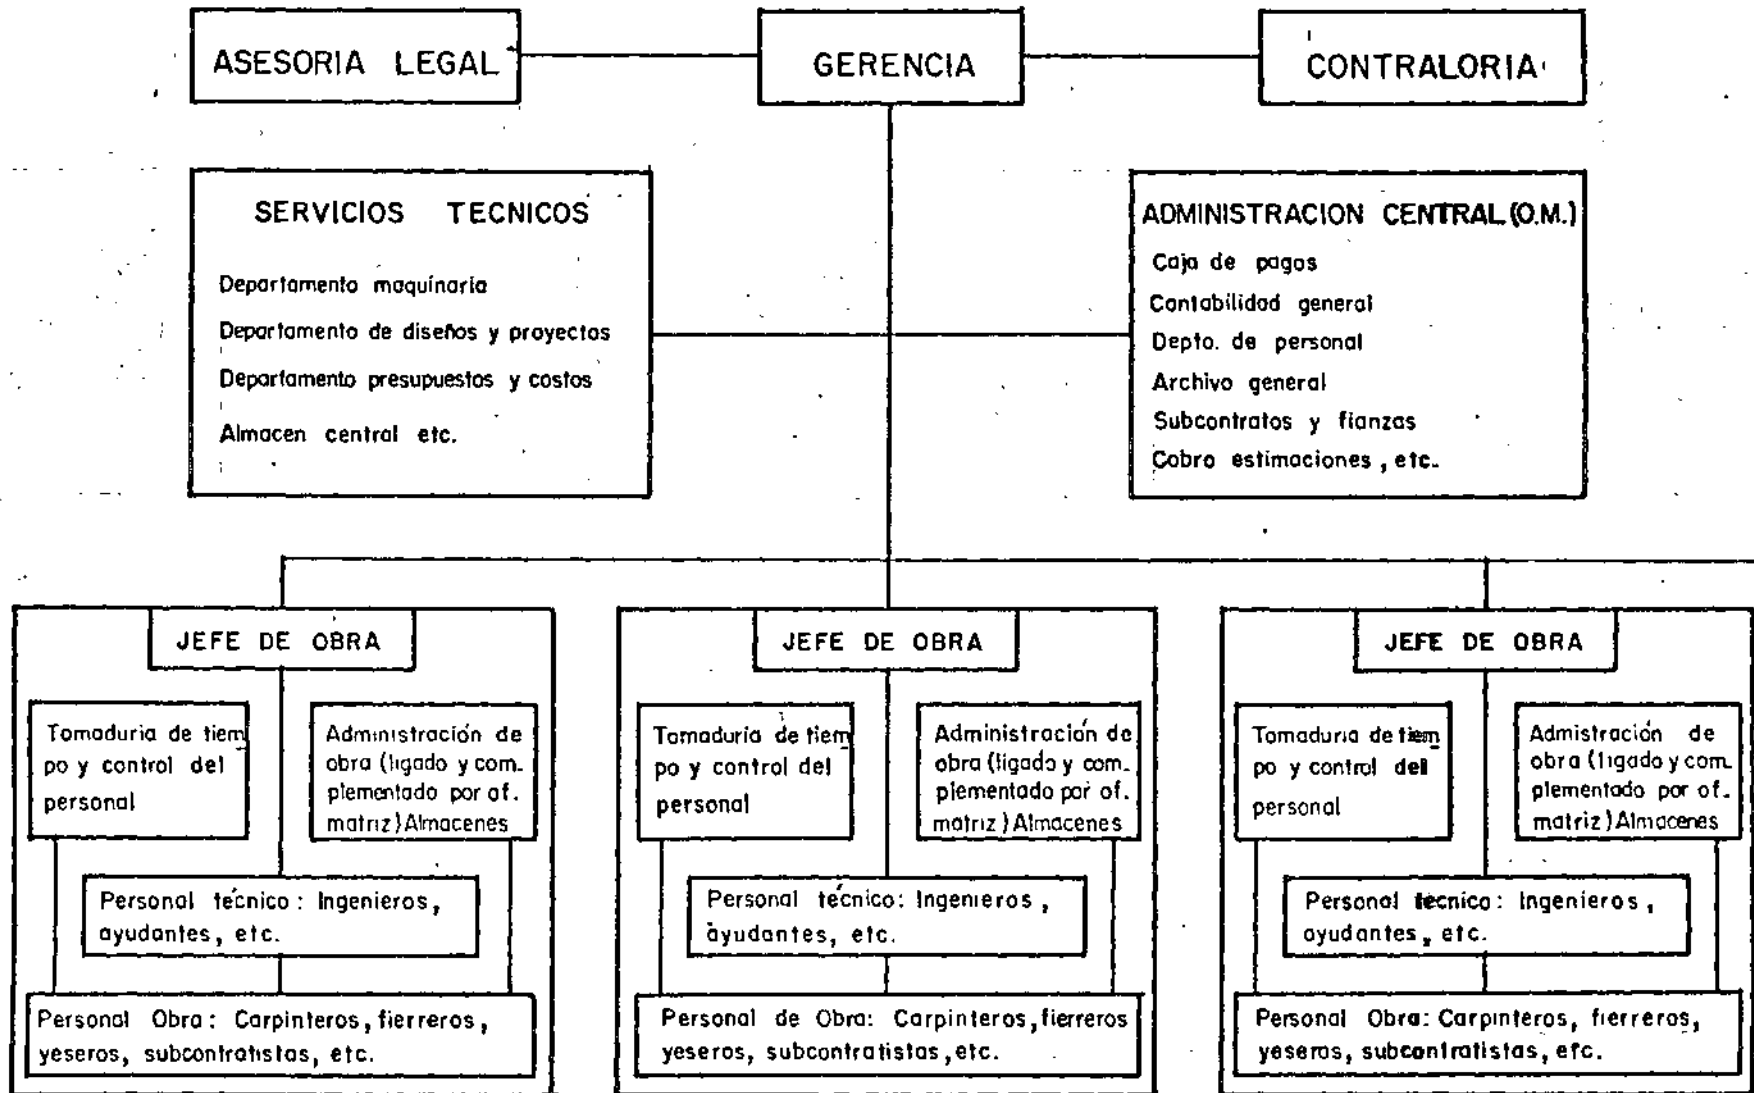 ASESORIA LEGAL
GERENCIA
CONTRALORIA
SERVICIOS TECNICOS
Departamento maquinaria
Departamento de diseños y proyectos
Departamento presupuestos y costos
Almacen central etc.
ADMINISTRACION CENTRAL (O.M.)
Caja de pagos
Contabilidad general
Depto. de personal
Archivo general
Subcontratos y fianzas
Cobro estimaciones, etc.
JEFE DE OBRA
Tomaduria de tiem
po y control del
personal
Administración de
obra (ligado y com-
plementado por of.
matriz) Almacenes
Personal técnico: Ingenieros,
ayudantes, etc.
Personal Obra: Carpinteros, fierreros,
yeseros, subcontratistas, etc.
JEFE DE OBRA
Tomaduría de tiem
po y control del
personal
Administración de
obra (ligado y com-
plementado por of.
matriz) Almacenes
Personal técnico: Ingenieros,
ayudantes, etc.
Personal de Obra: Carpinteros, fierreros
yeseros, subcontratistas, etc.
JEFE DE OBRA
Tomaduria de tiem
po y control del
personal
Admistración de
obra (ligado y com-
plementado por of.
matriz) Almacenes
Personal tecnico: Ingenieros,
ayudantes, etc.
Personal Obra: Carpinteros, fierreros,
yeseros, subcontratistas, etc.